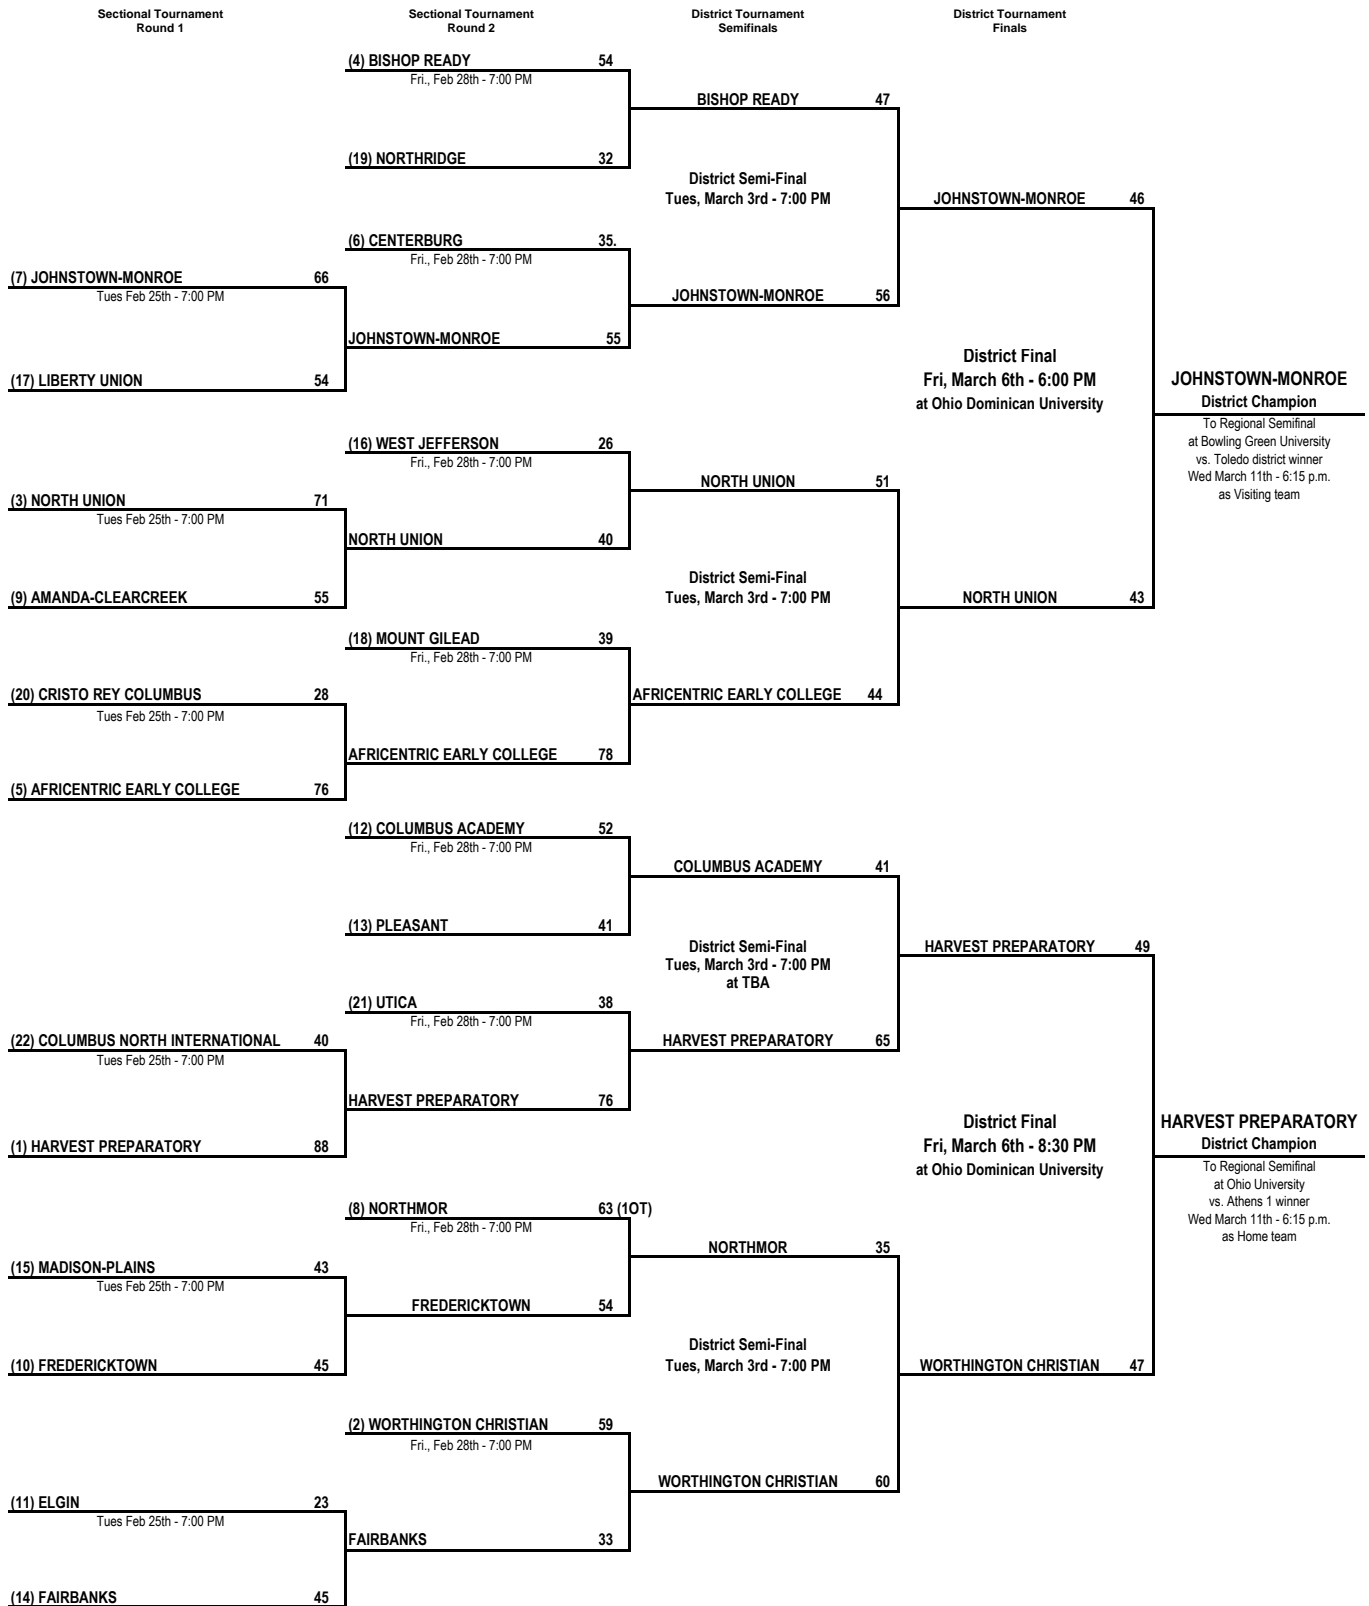 Sectional Tournament
Round 1
Sectional Tournament
Round 2
District Tournament
Semifinals
District Tournament
Finals
(4) BISHOP READY 54
Fri., Feb 28th - 7:00 PM
BISHOP READY 47
(19) NORTHRIDGE 32
District Semi-Final
Tues, March 3rd - 7:00 PM
JOHNSTOWN-MONROE 46
(6) CENTERBURG 35.
Fri., Feb 28th - 7:00 PM
(7) JOHNSTOWN-MONROE 66
Tues Feb 25th - 7:00 PM
JOHNSTOWN-MONROE 56
JOHNSTOWN-MONROE 55
(17) LIBERTY UNION 54
District Final
Fri, March 6th - 6:00 PM
at Ohio Dominican University
JOHNSTOWN-MONROE
District Champion
To Regional Semifinal
at Bowling Green University
vs. Toledo district winner
Wed March 11th - 6:15 p.m.
as Visiting team
(16) WEST JEFFERSON 26
Fri., Feb 28th - 7:00 PM
NORTH UNION 51
(3) NORTH UNION 71
Tues Feb 25th - 7:00 PM
NORTH UNION 40
District Semi-Final
Tues, March 3rd - 7:00 PM
(9) AMANDA-CLEARCREEK 55
NORTH UNION 43
(18) MOUNT GILEAD 39
Fri., Feb 28th - 7:00 PM
(20) CRISTO REY COLUMBUS 28
Tues Feb 25th - 7:00 PM
AFRICENTRIC EARLY COLLEGE 44
AFRICENTRIC EARLY COLLEGE 78
(5) AFRICENTRIC EARLY COLLEGE 76
(12) COLUMBUS ACADEMY 52
Fri., Feb 28th - 7:00 PM
COLUMBUS ACADEMY 41
(13) PLEASANT 41
District Semi-Final
Tues, March 3rd - 7:00 PM
at TBA
HARVEST PREPARATORY 49
(21) UTICA 38
Fri., Feb 28th - 7:00 PM
(22) COLUMBUS NORTH INTERNATIONAL 40
Tues Feb 25th - 7:00 PM
HARVEST PREPARATORY 65
HARVEST PREPARATORY 76
(1) HARVEST PREPARATORY 88
District Final
Fri, March 6th - 8:30 PM
at Ohio Dominican University
HARVEST PREPARATORY
District Champion
To Regional Semifinal
at Ohio University
vs. Athens 1 winner
Wed March 11th - 6:15 p.m.
as Home team
(8) NORTHMOR 63 (1OT)
Fri., Feb 28th - 7:00 PM
NORTHMOR 35
(15) MADISON-PLAINS 43
Tues Feb 25th - 7:00 PM
FREDERICKTOWN 54
District Semi-Final
Tues, March 3rd - 7:00 PM
(10) FREDERICKTOWN 45
WORTHINGTON CHRISTIAN 47
(2) WORTHINGTON CHRISTIAN 59
Fri., Feb 28th - 7:00 PM
WORTHINGTON CHRISTIAN 60
(11) ELGIN 23
Tues Feb 25th - 7:00 PM
FAIRBANKS 33
(14) FAIRBANKS 45